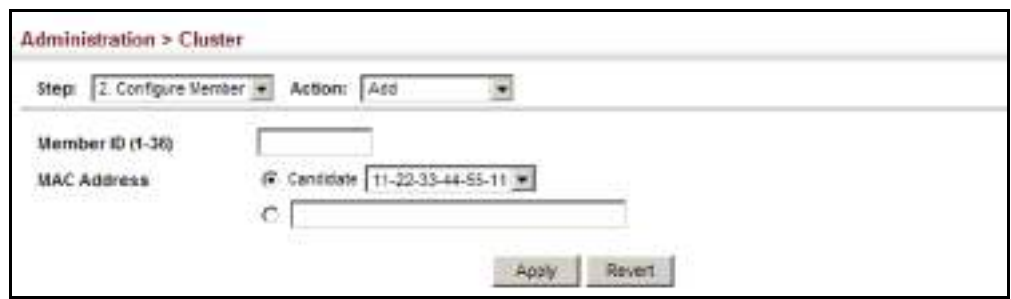 Administration > Cluster
Step: 2. Configure Member Action: Add
Member ID (1-36)
MAC Address Candidate 11-22-33-44-55-11
Apply Revert